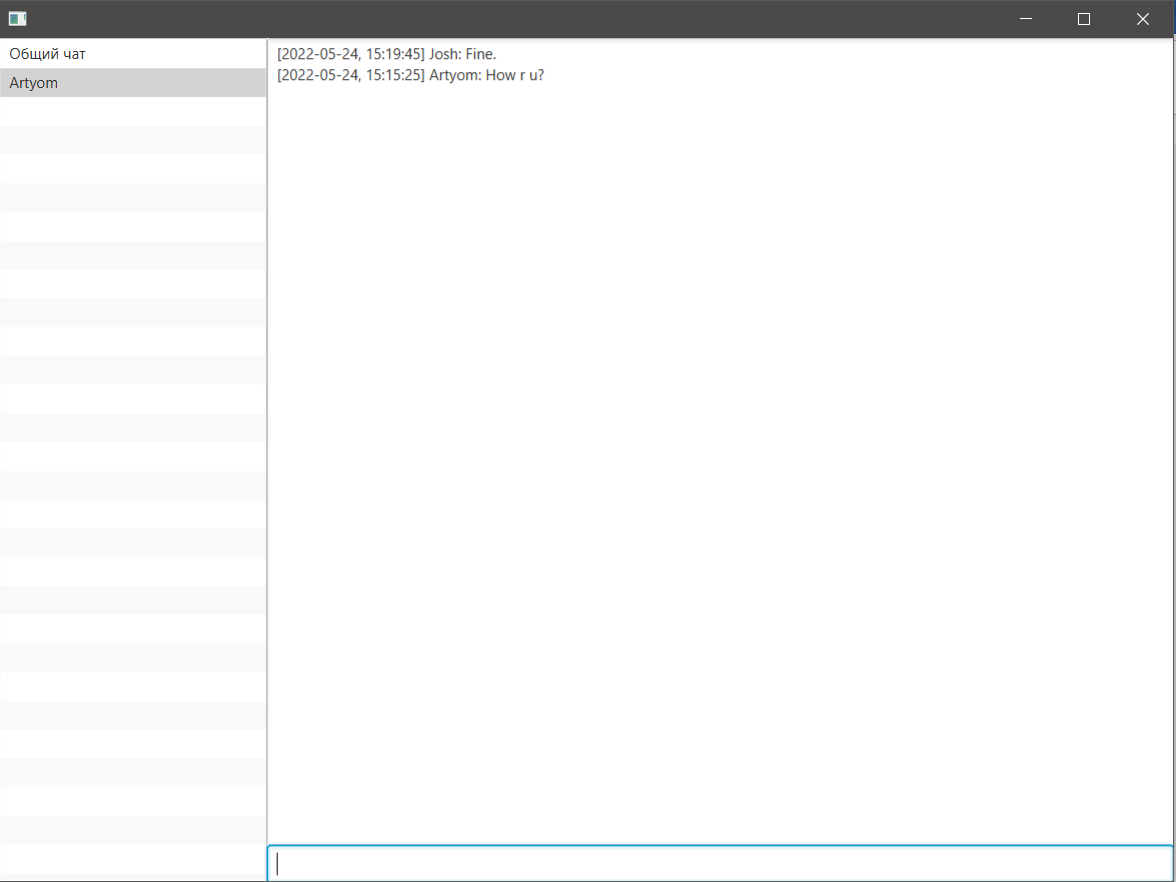 Общий чат
Artyom
[2022-05-24, 15:19:45] Josh: Fine.
[2022-05-24, 15:15:25] Artyom: How r u?